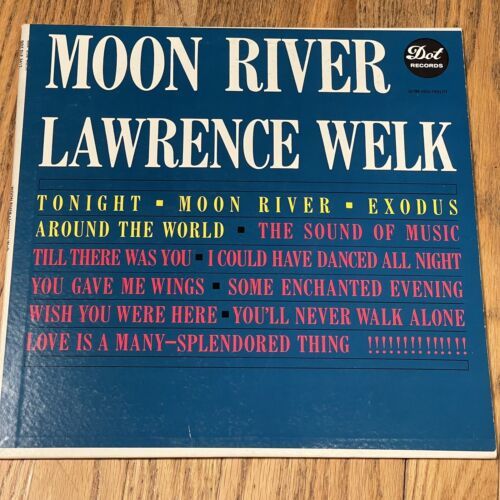 MOON RIVER
Dot
RECORDS
LAWRENCE WELK
TONIGHT ▪ MOON RIVER ▪ EXODUS
AROUND THE WORLD ▪ THE SOUND OF MUSIC
TILL THERE WAS YOU ▪ I COULD HAVE DANCED ALL NIGHT
YOU GAVE ME WINGS ▪ SOME ENCHANTED EVENING
WISH YOU WERE HERE ▪ YOU'LL NEVER WALK ALONE
LOVE IS A MANY-SPLENDORED THING !!!!!!!!!!!!!!